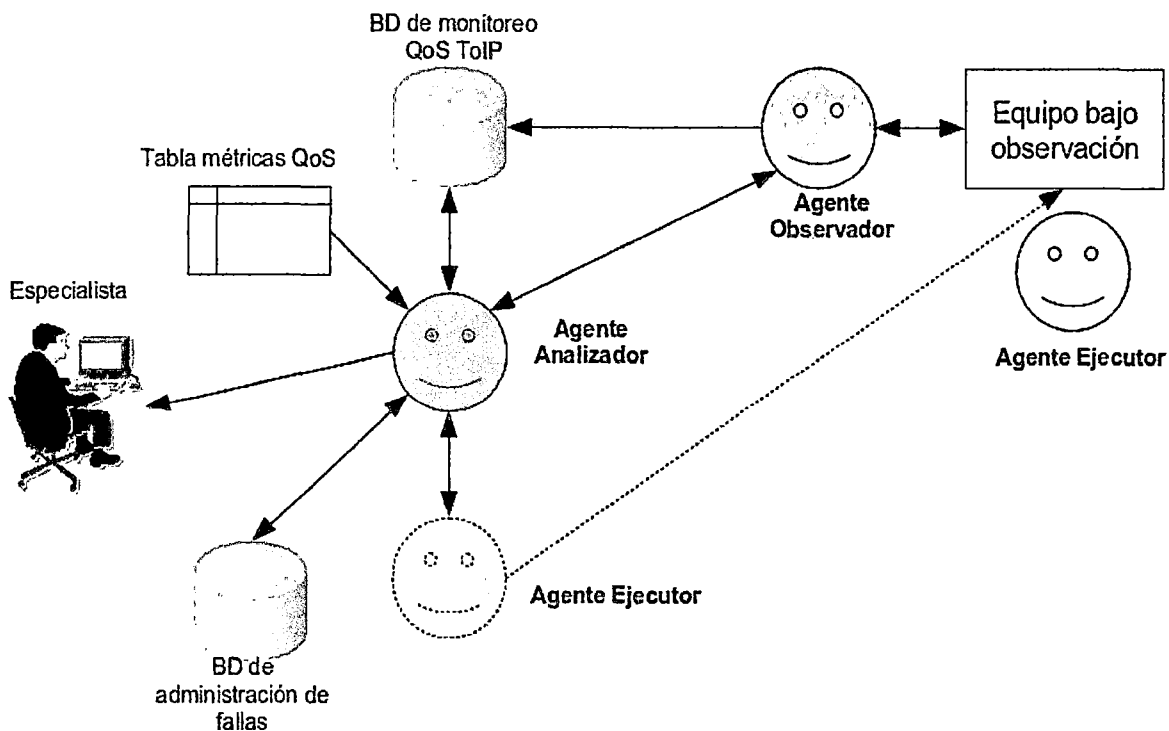 BD de monitoreo
QoS ToIP
Equipo bajo
observación
Tabla métricas QoS
Agente
Observador
Especialista
Agente
Analizador
Agente Ejecutor
Agente Ejecutor
BD de
administración de
fallas